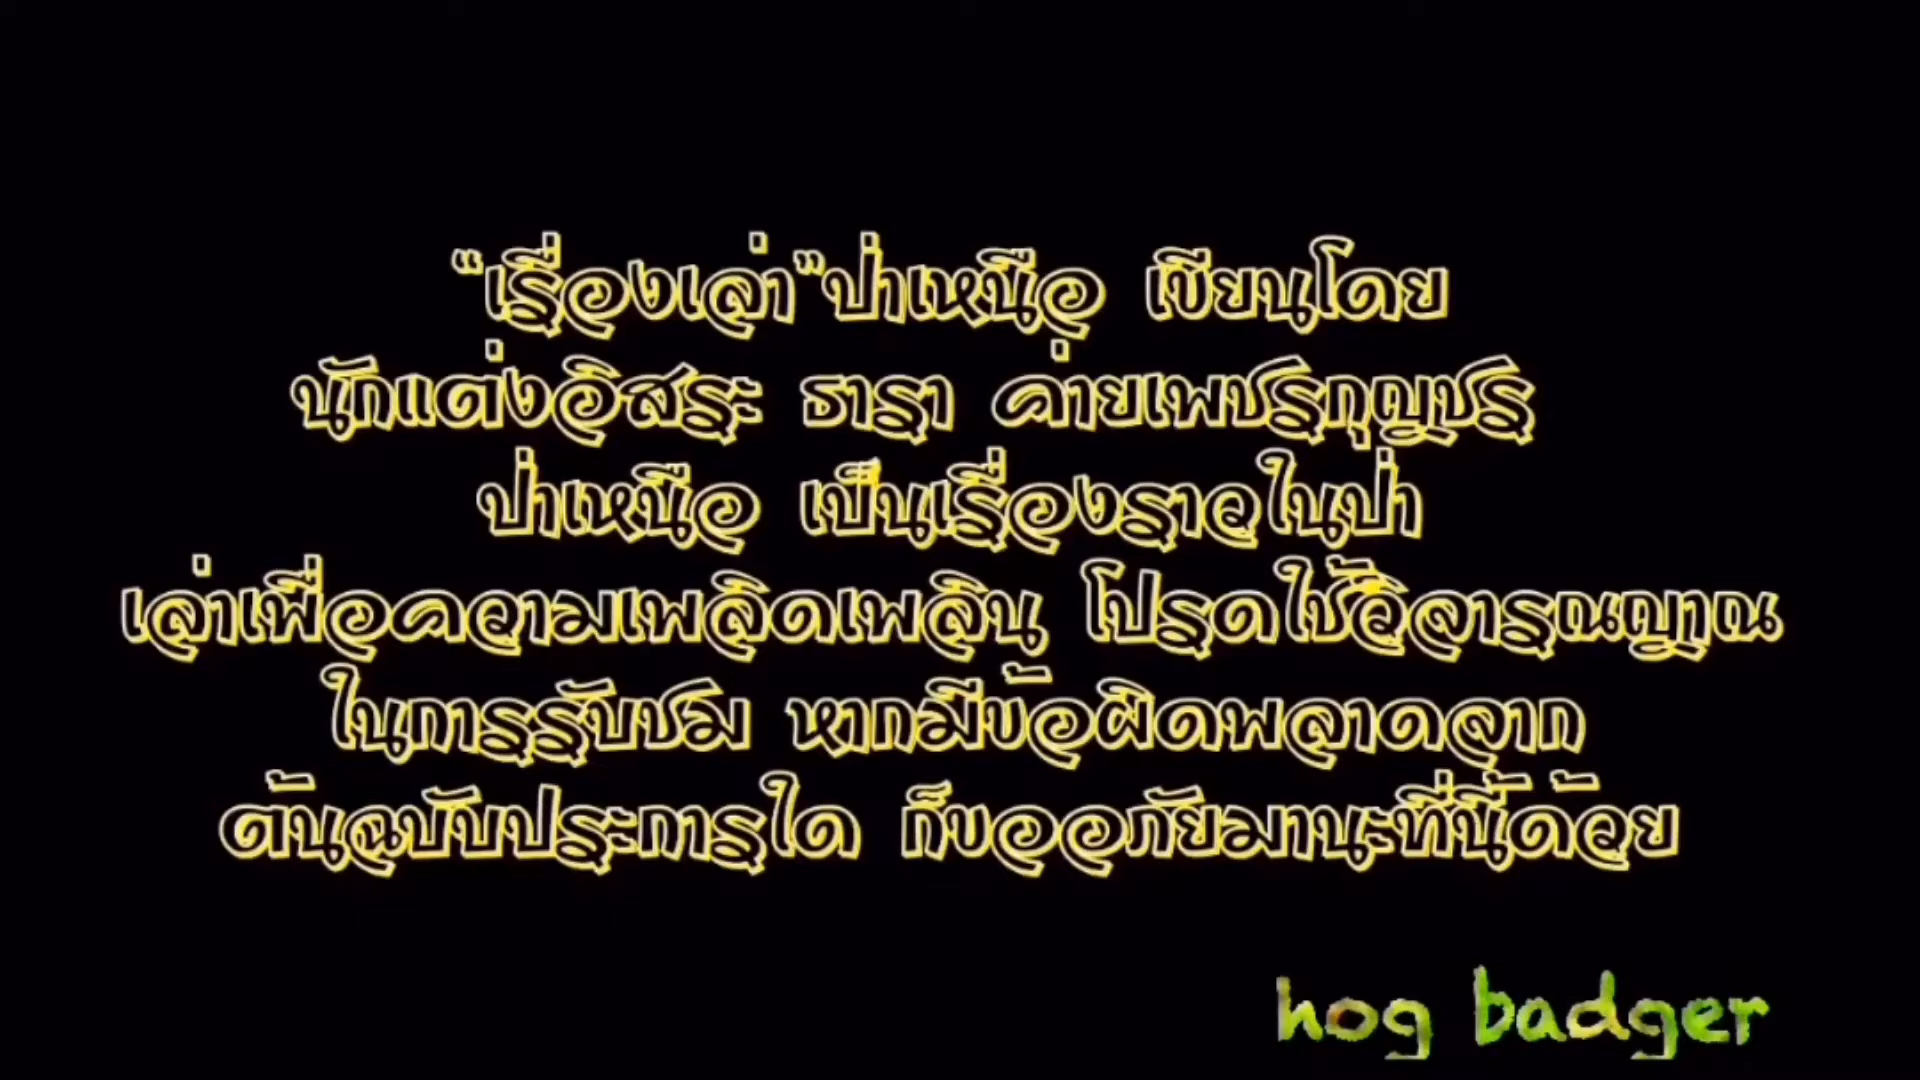 “เรื่องเล่า”ป่าเหนือ เขียนโดย
นักแต่งอิสระ ธารา ค่ายเพชรกุญชร
ป่าเหนือ เป็นเรื่องราวในป่า
เล่าเพื่อความเพลิดเพลิน โปรดใช้วิจารณญาณ
ในการรับชม หากมีข้อผิดพลาดจาก
ต้นฉบับประการใด ก็ขออภัยมานะที่นี้ด้วย
hog badger